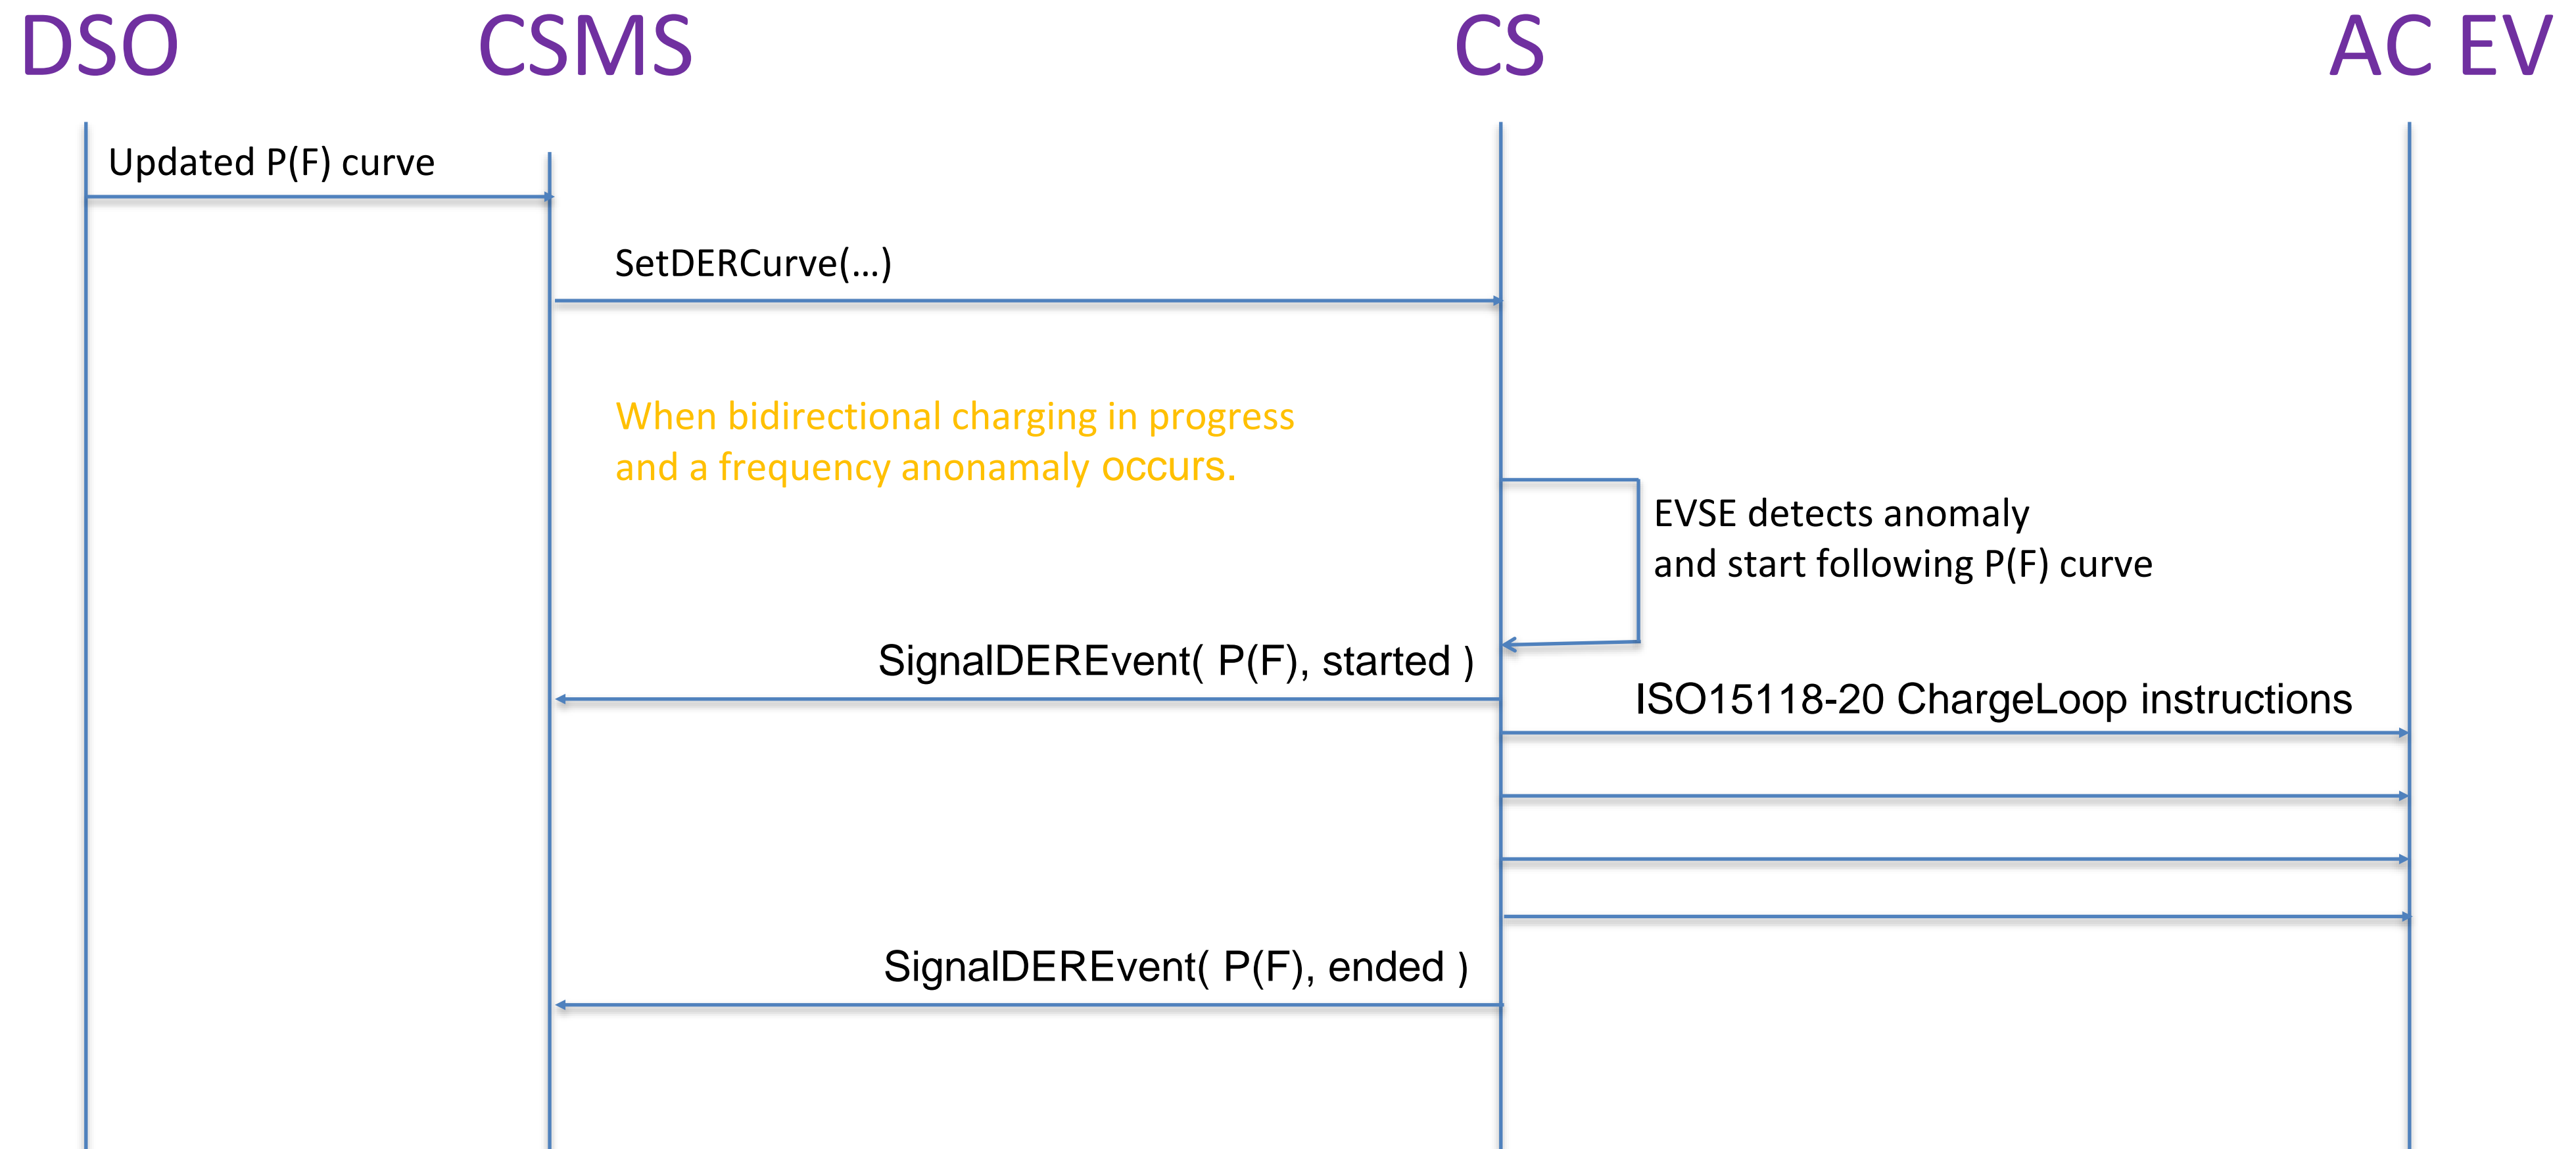 DSO
CSMS
CS
AC EV
Updated P(F) curve
SetDERCurve(...)
When bidirectional charging in progress
and a frequency anonamaly occurs.
EVSE detects anomaly
and start following P(F) curve
SignalDEREvent( P(F), started )
ISO15118-20 ChargeLoop instructions
SignalDEREvent( P(F), ended )